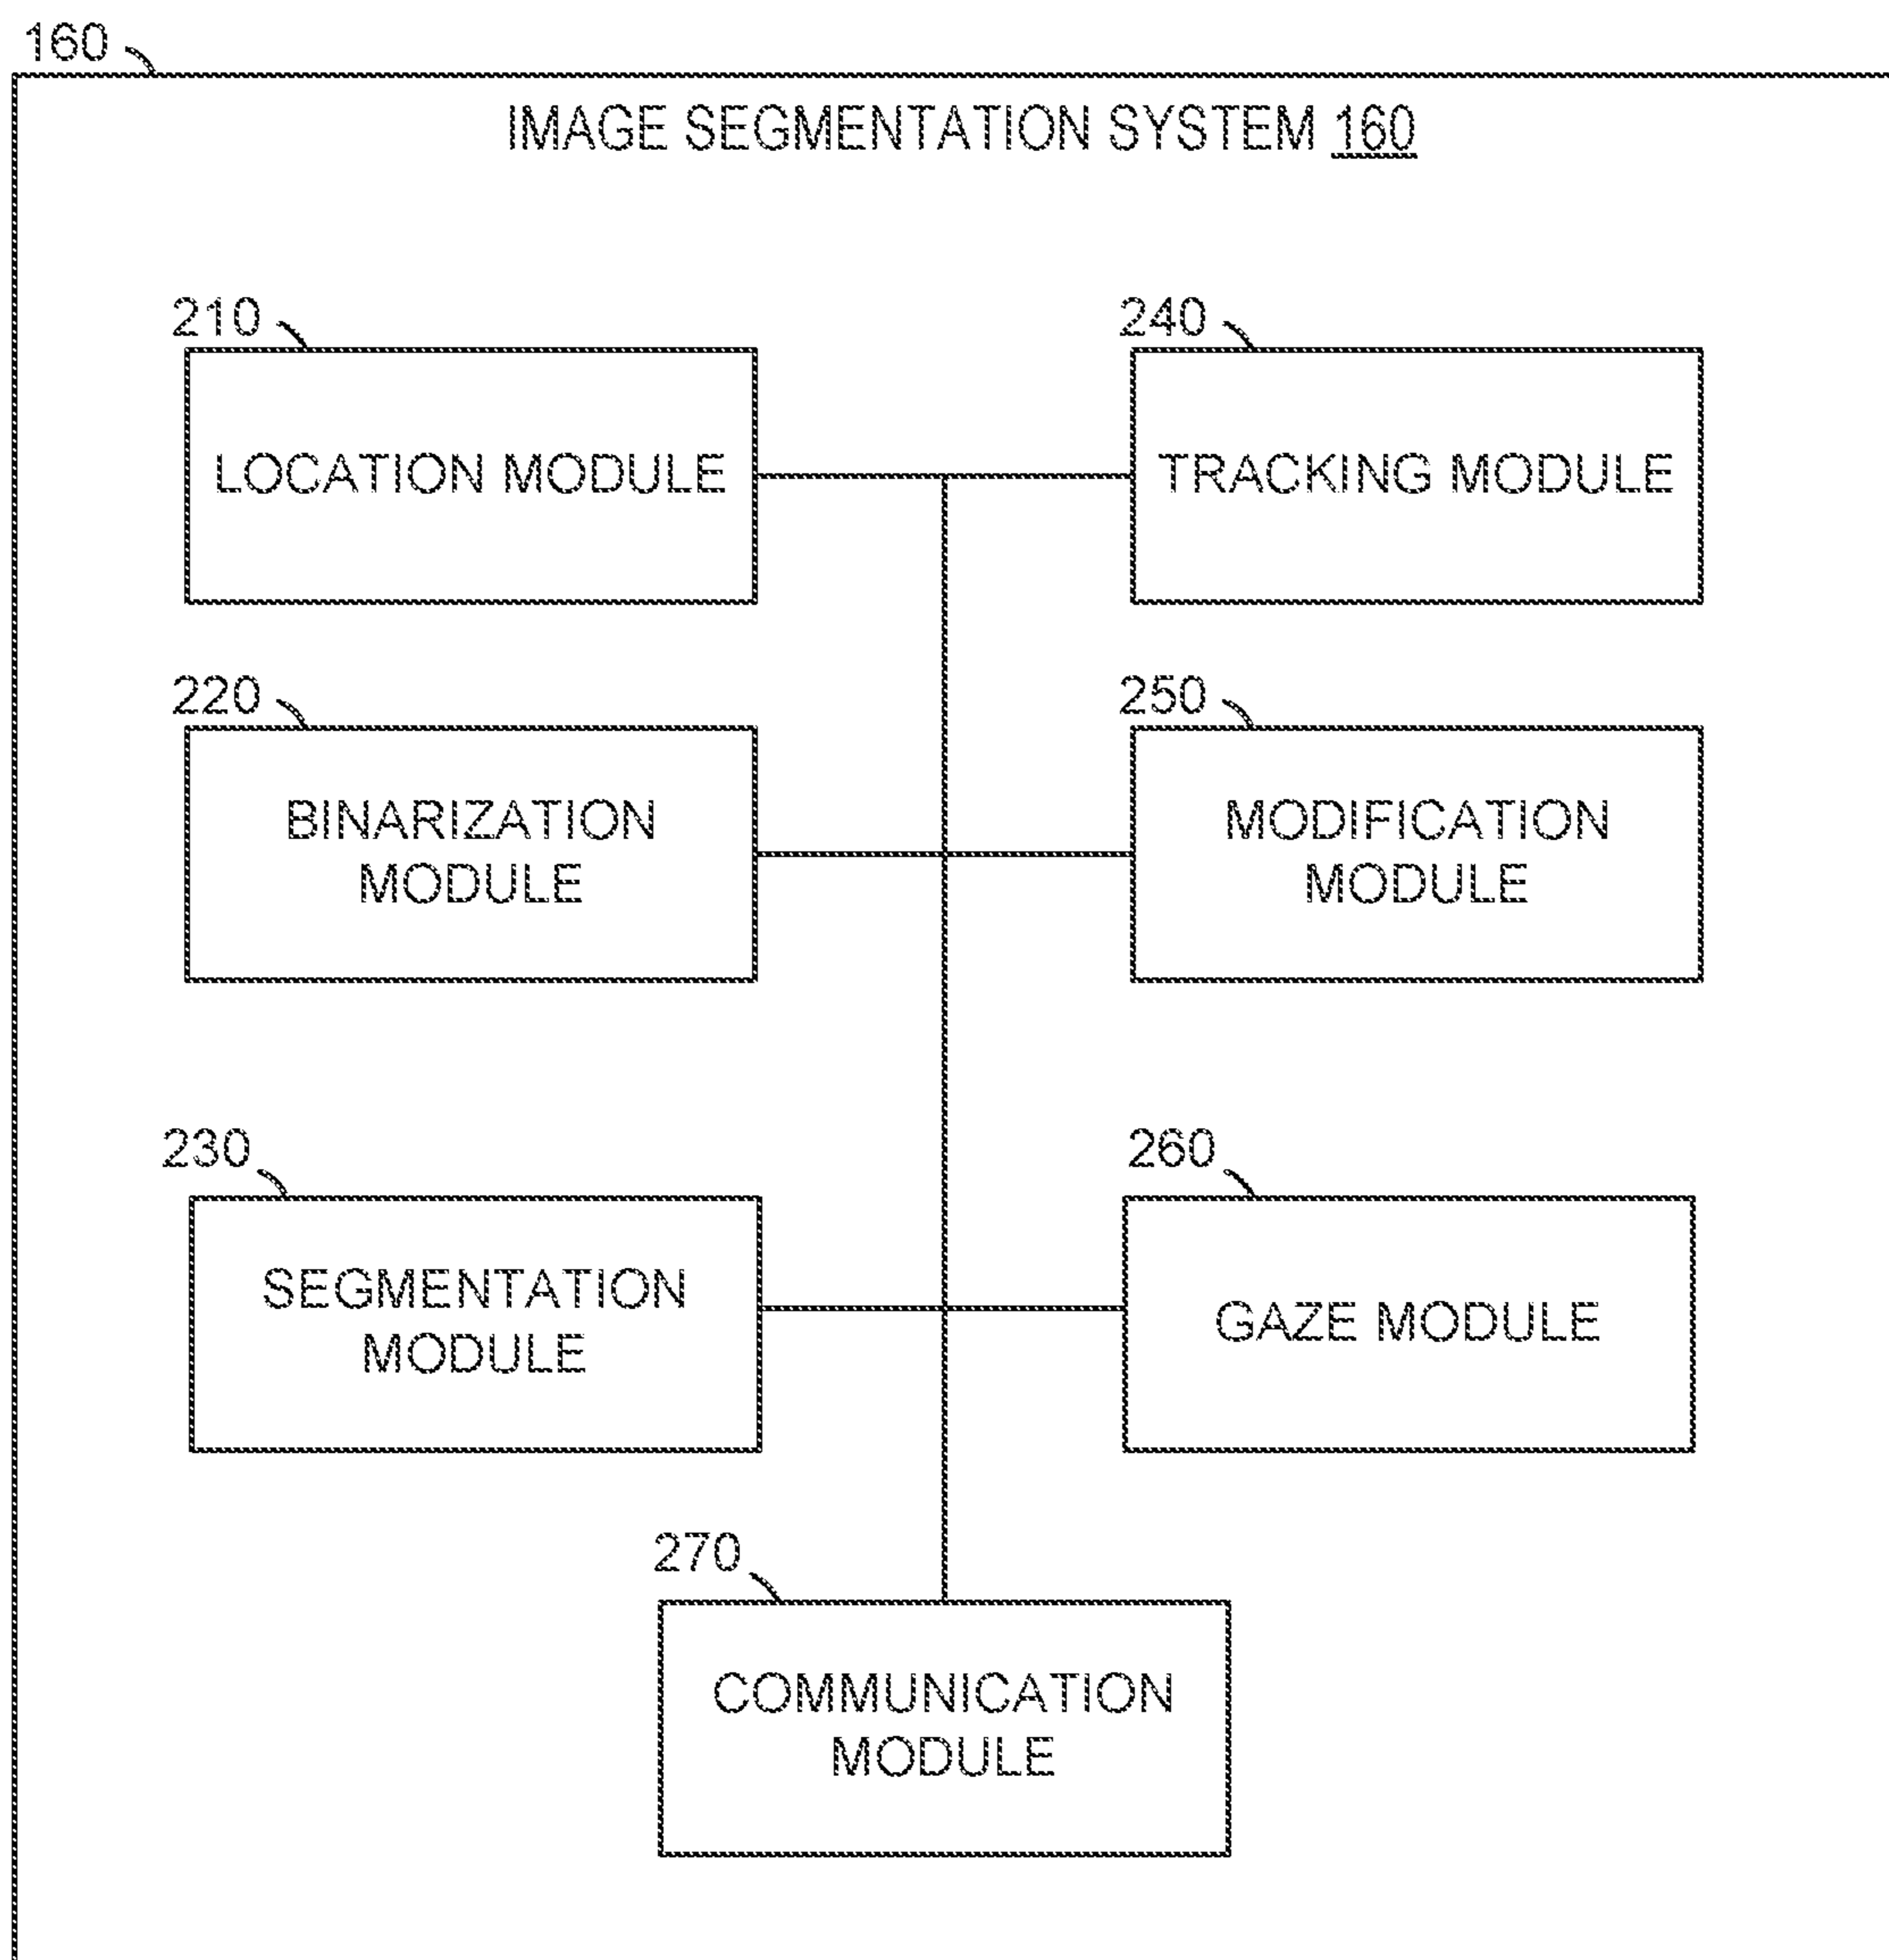 160
IMAGE SEGMENTATION SYSTEM 160
210
LOCATION MODULE
240
TRACKING MODULE
220
BINARIZATION
MODULE
250
MODIFICATION
MODULE
230
SEGMENTATION
MODULE
260
GAZE MODULE
270
COMMUNICATION
MODULE